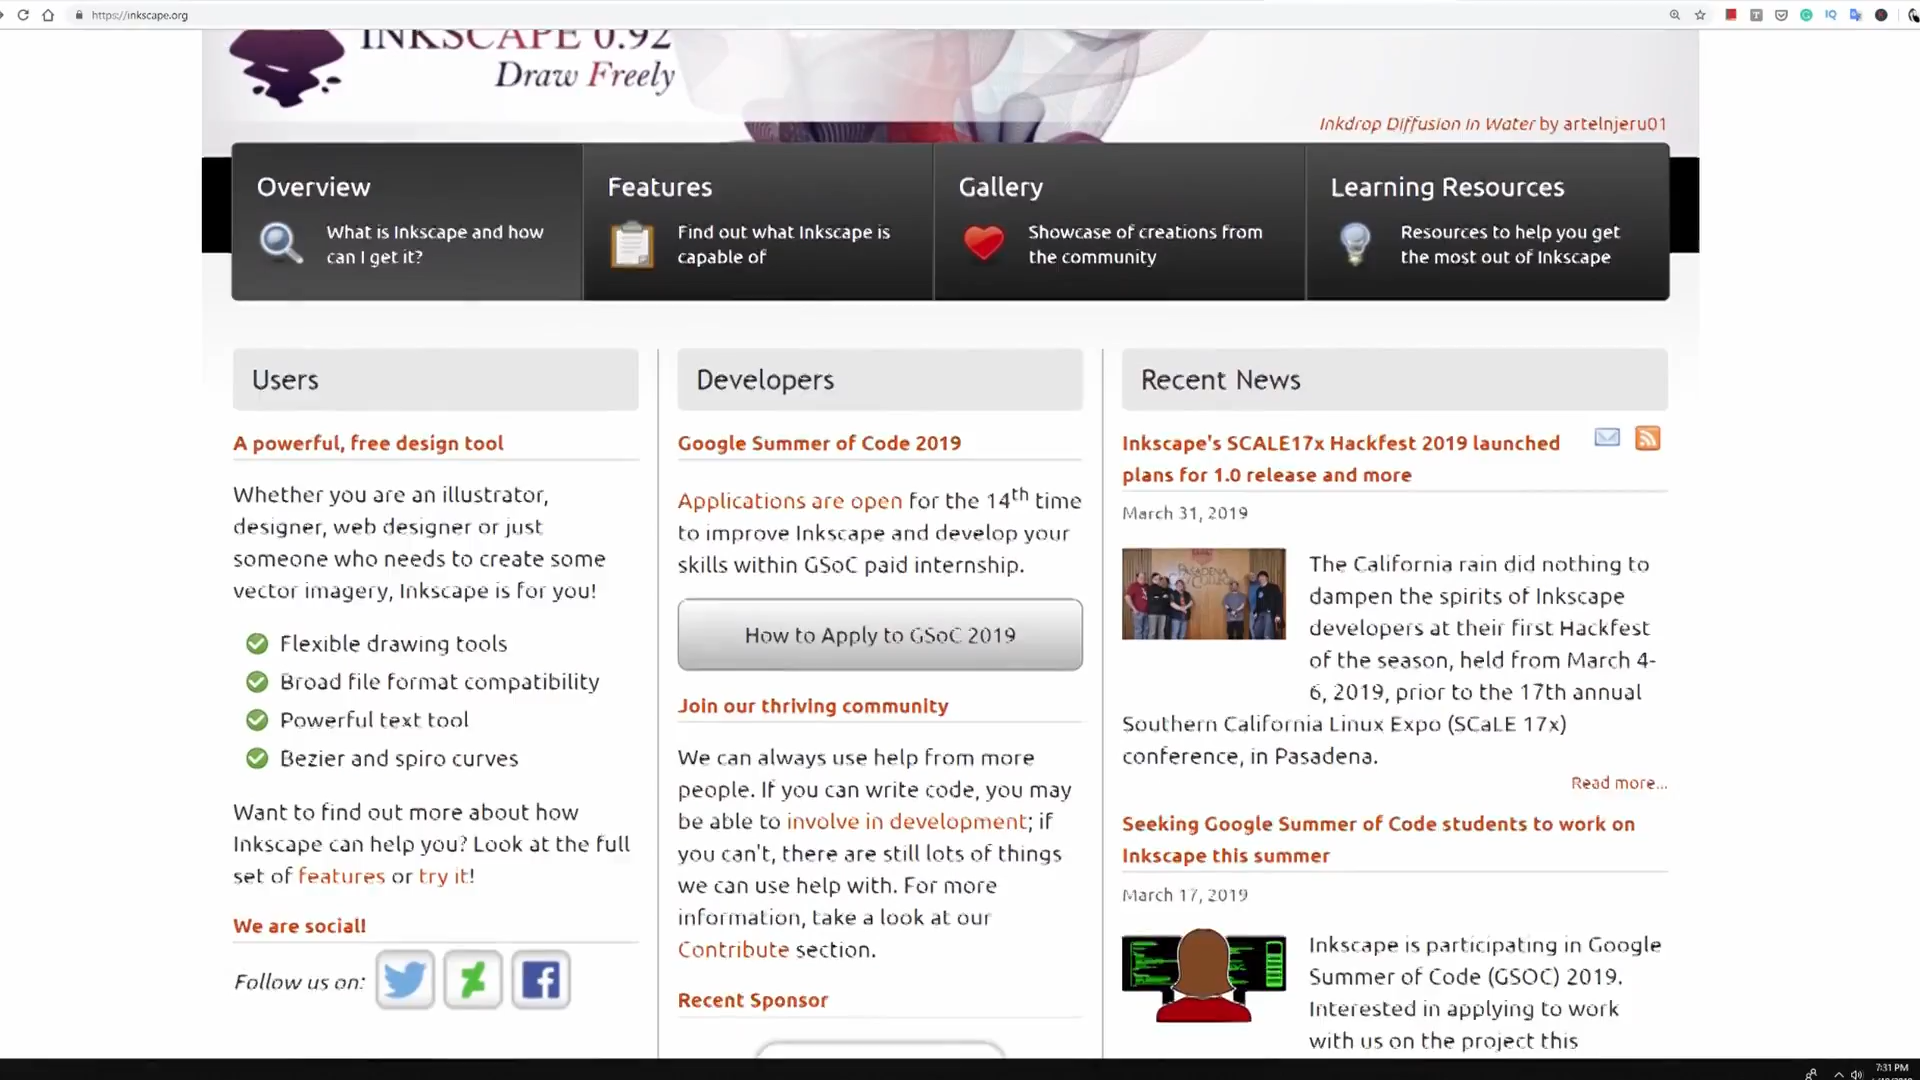 https://inkscape.org
INKSCAPE 0.92
Draw Freely
Inkdrop Diffusion in Water by artelnjeru01
Overview
What is Inkscape and how
can I get it?
Features
Find out what Inkscape is
capable of
Gallery
Showcase of creations from
the community
Learning Resources
Resources to help you get
the most out of Inkscape
Users
A powerful, free design tool
Whether you are an illustrator,
designer, web designer or just
someone who needs to create some
vector imagery, Inkscape is for you!
Flexible drawing tools
Broad file format compatibility
Powerful text tool
Bezier and spiro curves
Want to find out more about how
Inkscape can help you? Look at the full
set of features or try it!
We are social!
Follow us on:
Developers
Google Summer of Code 2019
Applications are open for the 14th time
to improve Inkscape and develop your
skills within GSoC paid internship.
How to Apply to GSoC 2019
Join our thriving community
We can always use help from more
people. If you can write code, you may
be able to involve in development; if
you can't, there are still lots of things
we can use help with. For more
information, take a look at our
Contribute section.
Recent Sponsor
Recent News
Inkscape's SCALE17x Hackfest 2019 launched
plans for 1.0 release and more
March 31, 2019
PASADENA
The California rain did nothing to
dampen the spirits of Inkscape
developers at their first Hackfest
of the season, held from March 4-
6, 2019, prior to the 17th annual
Southern California Linux Expo (SCaLE 17x)
conference, in Pasadena.
Read more...
Seeking Google Summer of Code students to work on
Inkscape this summer
March 17, 2019
Inkscape is participating in Google
Summer of Code (GSOC) 2019.
Interested in applying to work
with us on the project this
7:31 PM